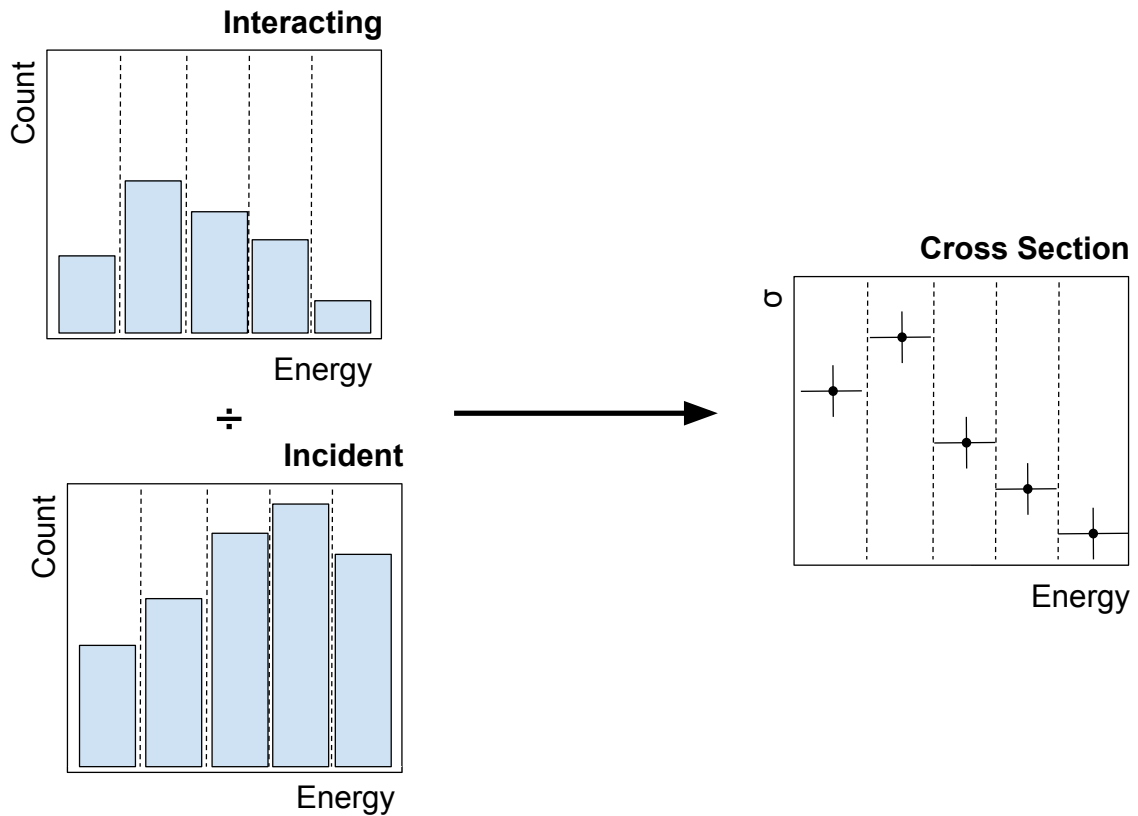 Interacting
Count
Energy
÷
Incident
Count
Energy
Cross Section
σ
Energy